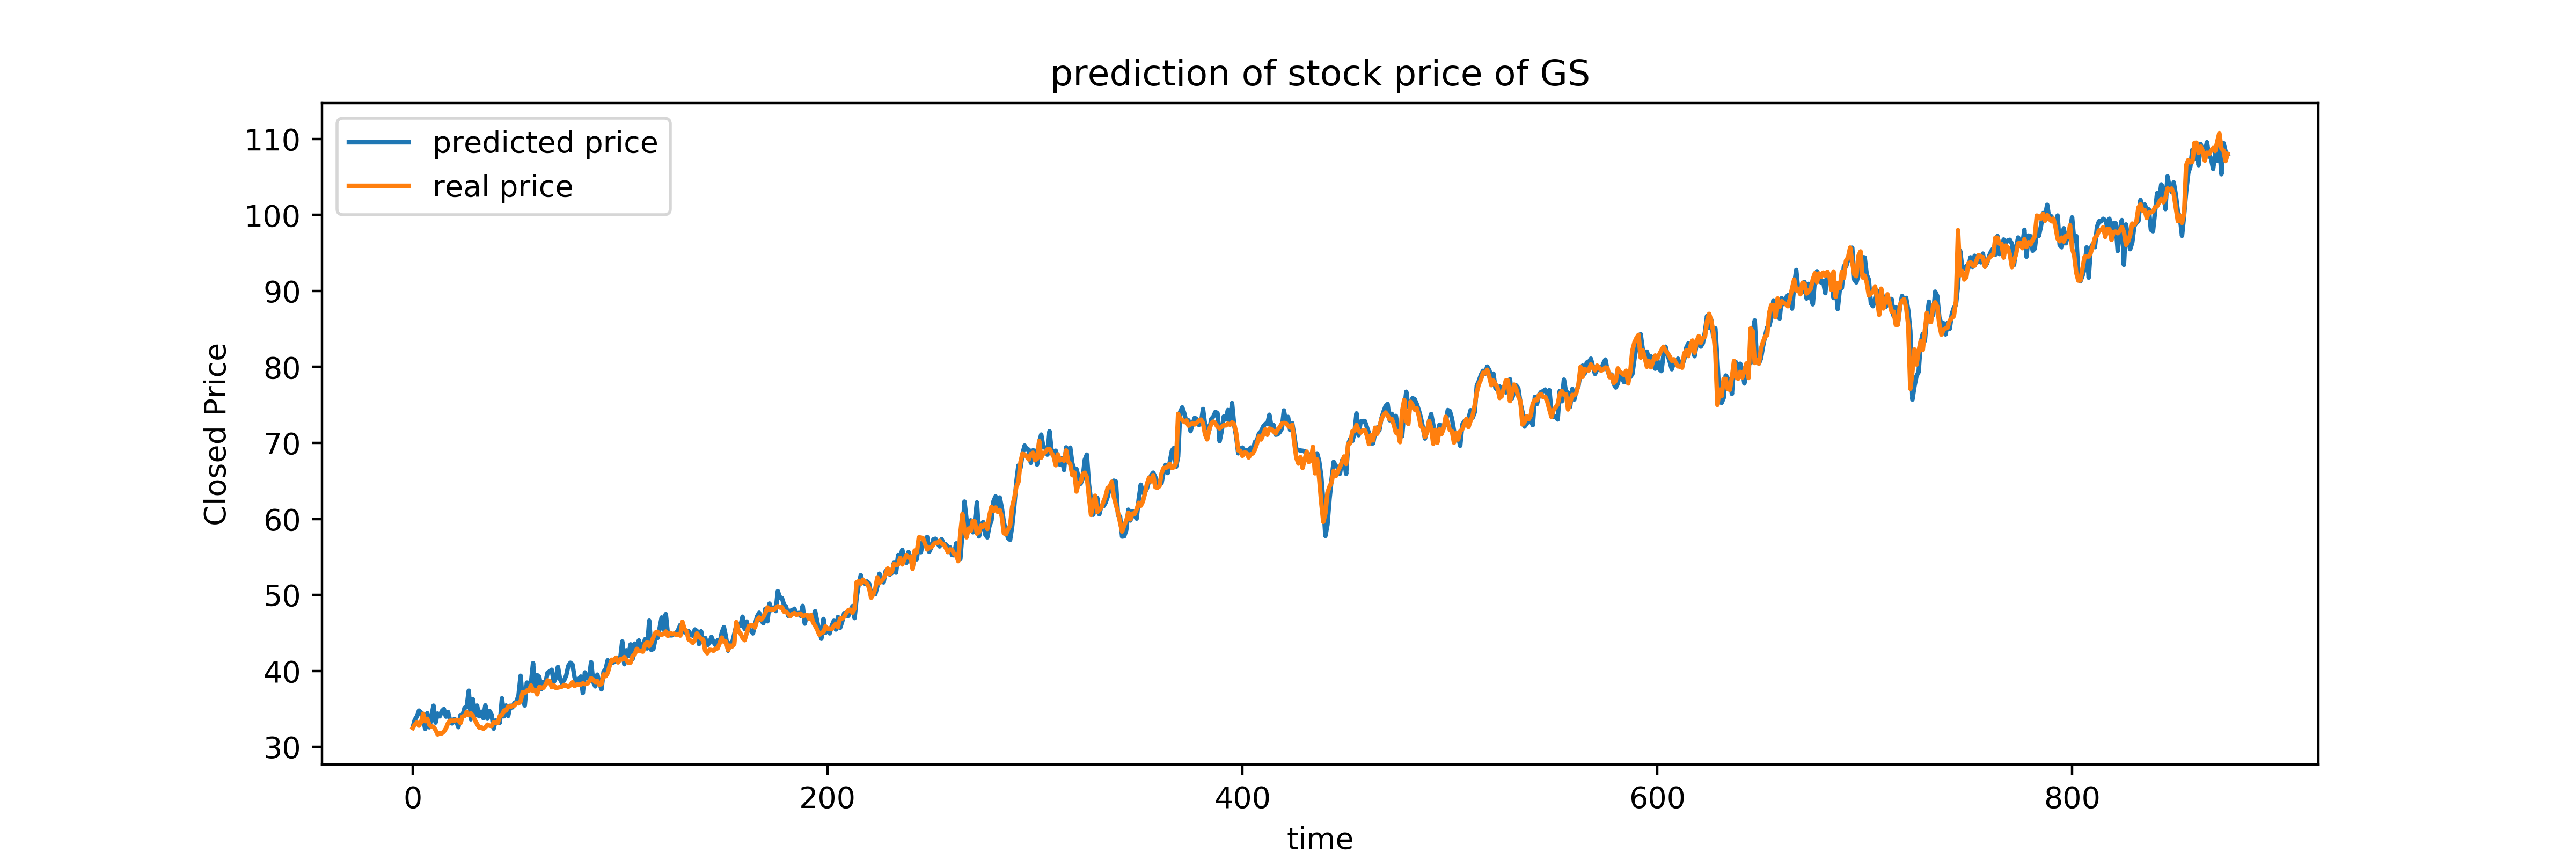 prediction of stock price of GS
predicted price
real price
110
100
90
80
70
60
50
40
30
Closed Price
0 200 400 600 800
time